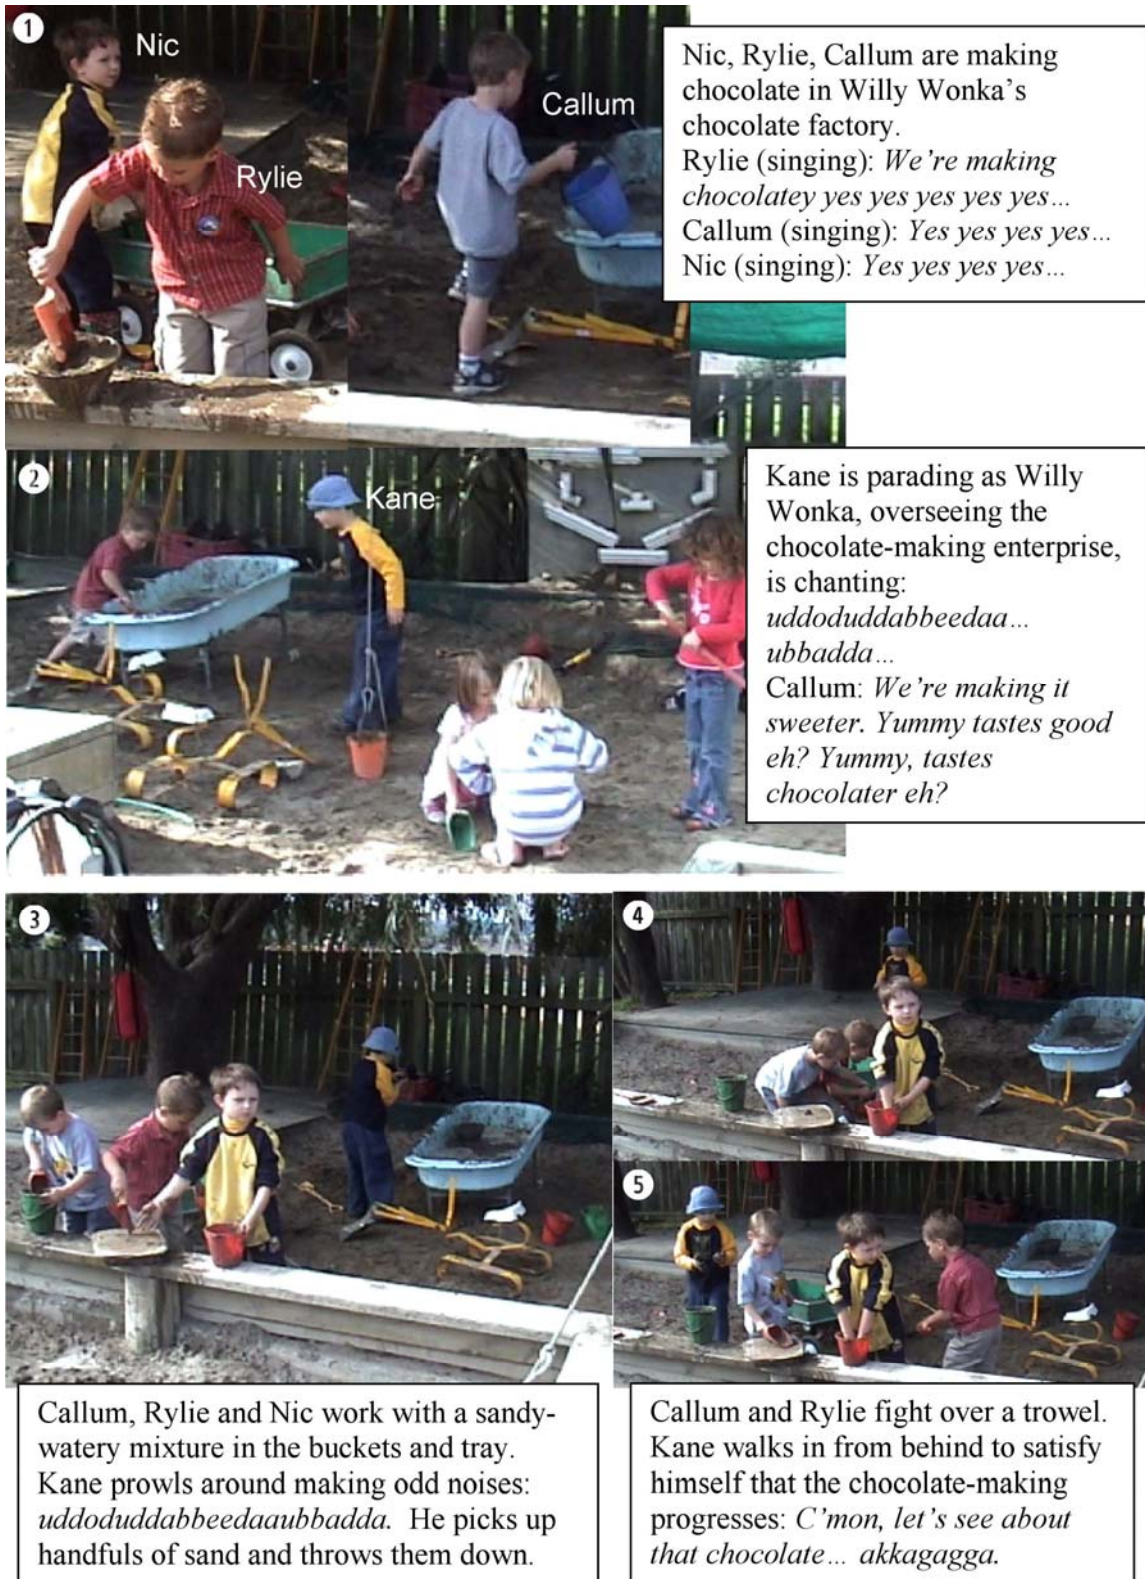 1
Nic
Rylie
Callum
Nic, Rylie, Callum are making
chocolate in Willy Wonka’s
chocolate factory.
Rylie (singing): We’re making
chocolatey yes yes yes yes yes…
Callum (singing): Yes yes yes yes…
Nic (singing): Yes yes yes yes…
2
Kane
Kane is parading as Willy
Wonka, overseeing the
chocolate-making enterprise,
is chanting:
uddoduddabbeedaa…
ubbadda…
Callum: We’re making it
sweeter. Yummy tastes good
eh? Yummy, tastes
chocolater eh?
3
Callum, Rylie and Nic work with a sandy-
watery mixture in the buckets and tray.
Kane prowls around making odd noises:
uddoduddabbeedaaubbadda.  He picks up
handfuls of sand and throws them down.
4
5
Callum and Rylie fight over a trowel.
Kane walks in from behind to satisfy
himself that the chocolate-making
progresses: C’mon, let’s see about
that chocolate… akkagagga.